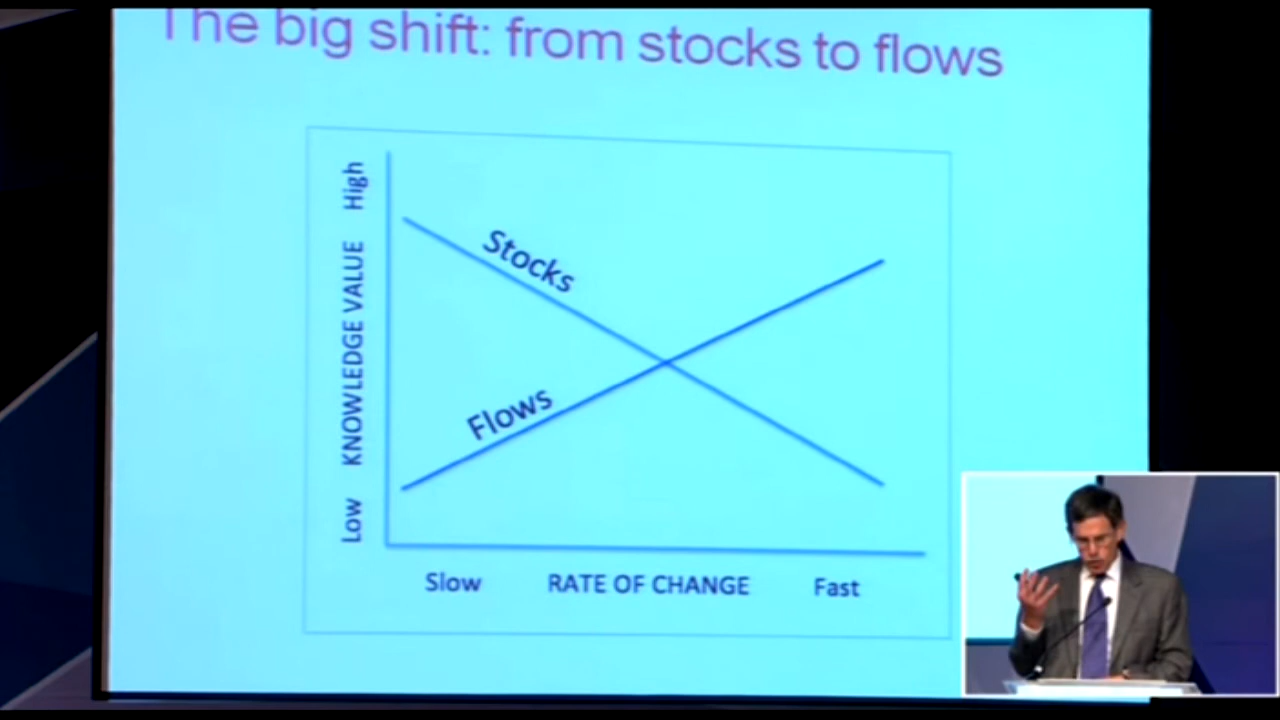 The big shift: from stocks to flows
High
KNOWLEDGE VALUE
Low
Stocks
Flows
Slow RATE OF CHANGE Fast